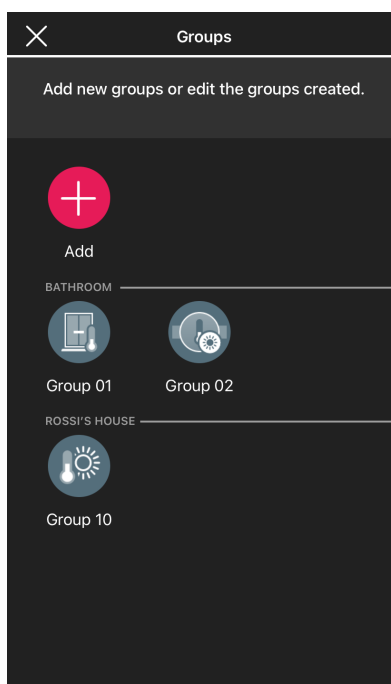 Groups
Add new groups or edit the groups created.
Add
BATHROOM
Group 01 Group 02
ROSSI'S HOUSE
Group 10